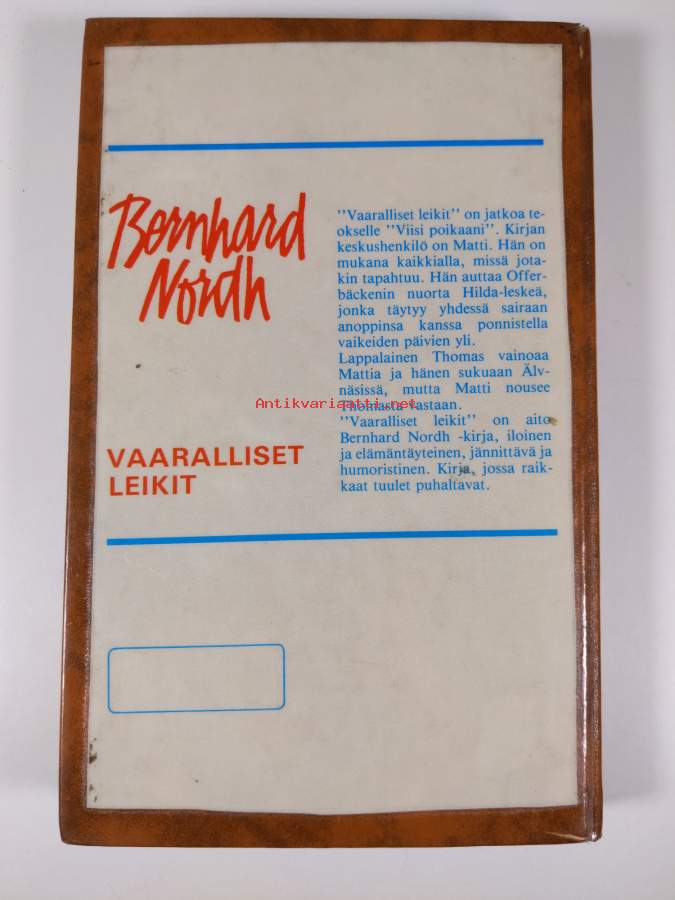 Bernhard
Nordh
VAARALLISET
LEIKIT
"Vaaralliset leikit" on jatkoa te-
okselle "Viisi poikaani". Kirjan
keskushenkilö on Matti. Hän on
mukana kaikkialla, missä jota-
kin tapahtuu. Hän auttaa Offer-
bäckenin nuorta Hilda-leskeä,
jonka täytyy yhdessä sairaan
anoppinsa kanssa ponnistella
vaikeiden päivien yli.
Lappalainen Thomas vainoaa
Mattia ja hänen sukuaan Älv-
näsissä, mutta Matti nousee
Thomasta vastaan.
"Vaaralliset leikit" on aito
Bernhard Nordh -kirja, iloinen
ja elämäntäyteinen, jännittävä ja
humoristinen. Kirja, jossa raik-
kaat tuulet puhaltavat.
Antikvariaatti.net